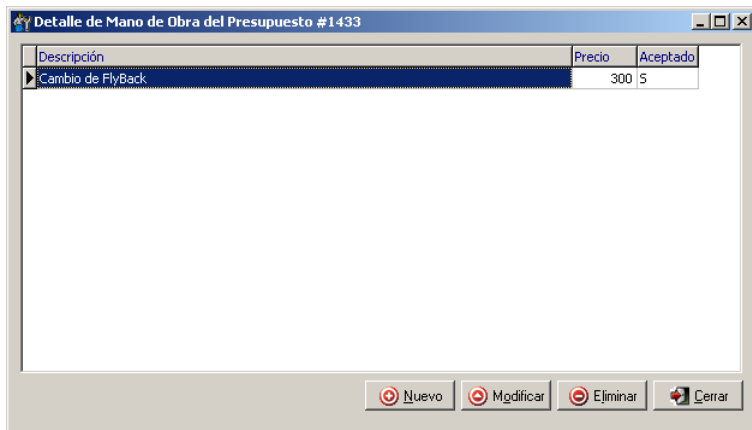 Detalle de Mano de Obra del Presupuesto #1433
Descripción Precio Aceptado
Cambio de FlyBack 300 S
Nuevo Modificar Eliminar Cerrar